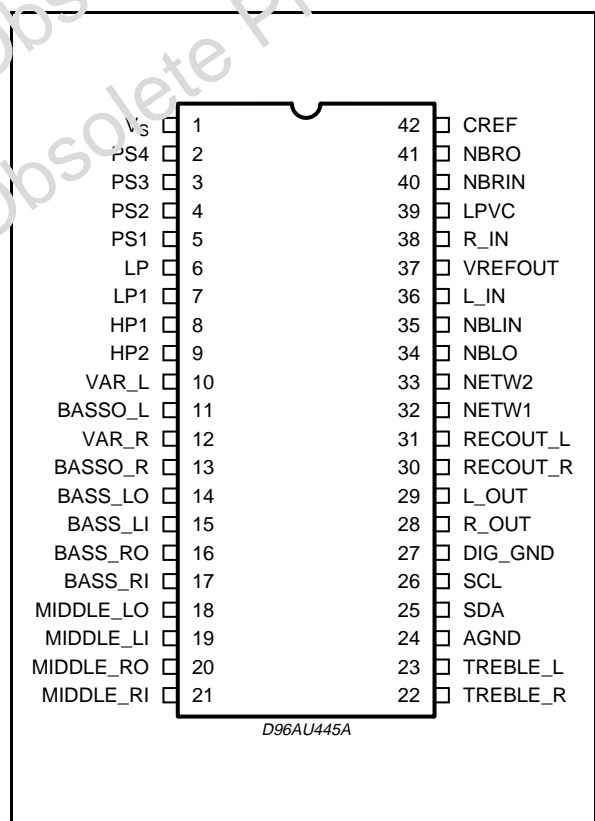 Obsolete Pr
Obsolete
VS 1 42 CREF
PS4 2 41 NBRO
PS3 3 40 NBRIN
PS2 4 39 LPVC
PS1 5 38 R_IN
LP 6 37 VREFOUT
LP1 7 36 L_IN
HP1 8 35 NBLIN
HP2 9 34 NBLO
VAR_L 10 33 NETW2
BASSO_L 11 32 NETW1
VAR_R 12 31 RECOUT_L
BASSO_R 13 30 RECOUT_R
BASS_LO 14 29 L_OUT
BASS_LI 15 28 R_OUT
BASS_RO 16 27 DIG_GND
BASS_RI 17 26 SCL
MIDDLE_LO 18 25 SDA
MIDDLE_LI 19 24 AGND
MIDDLE_RO 20 23 TREBLE_L
MIDDLE_RI 21 22 TREBLE_R
D96AU445A